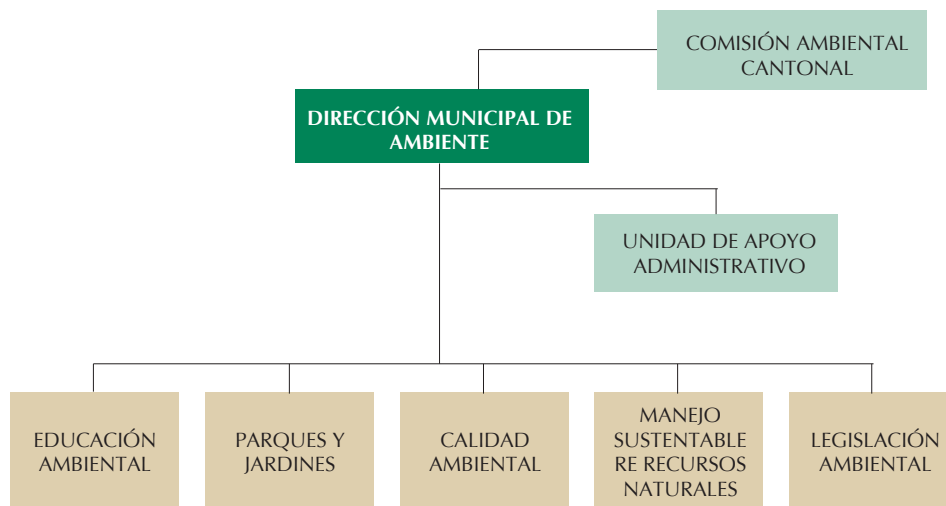 COMISIÓN AMBIENTAL
CANTONAL
DIRECCIÓN MUNICIPAL DE
AMBIENTE
UNIDAD DE APOYO
ADMINISTRATIVO
EDUCACIÓN
AMBIENTAL
PARQUES Y
JARDINES
CALIDAD
AMBIENTAL
MANEJO
SUSTENTABLE
RE RECURSOS
NATURALES
LEGISLACIÓN
AMBIENTAL